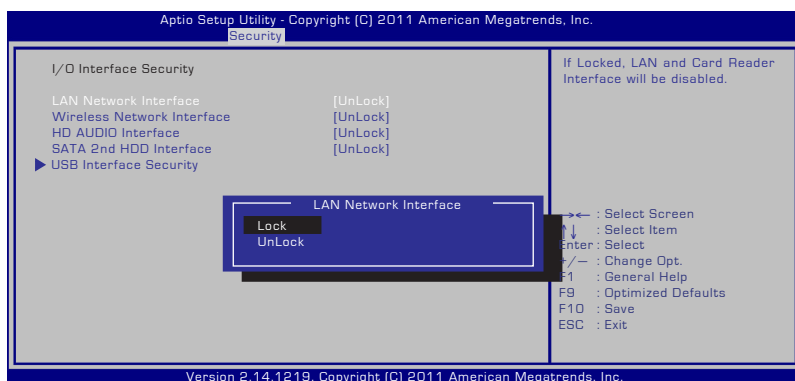 Aptio Setup Utility - Copyright (C) 2011 American Megatrends, Inc.
Security
I/O Interface Security
LAN Network Interface [UnLock]
Wireless Network Interface [UnLock]
HD AUDIO Interface [UnLock]
SATA 2nd HDD Interface [UnLock]
USB Interface Security
If Locked, LAN and Card Reader
Interface will be disabled.
LAN Network Interface
Lock
UnLock
→← : Select Screen
↑↓ : Select Item
Enter : Select
+/— : Change Opt.
F1 : General Help
F9 : Optimized Defaults
F10 : Save
ESC : Exit
Version 2.14.1219. Copyright (C) 2011 American Megatrends, Inc.